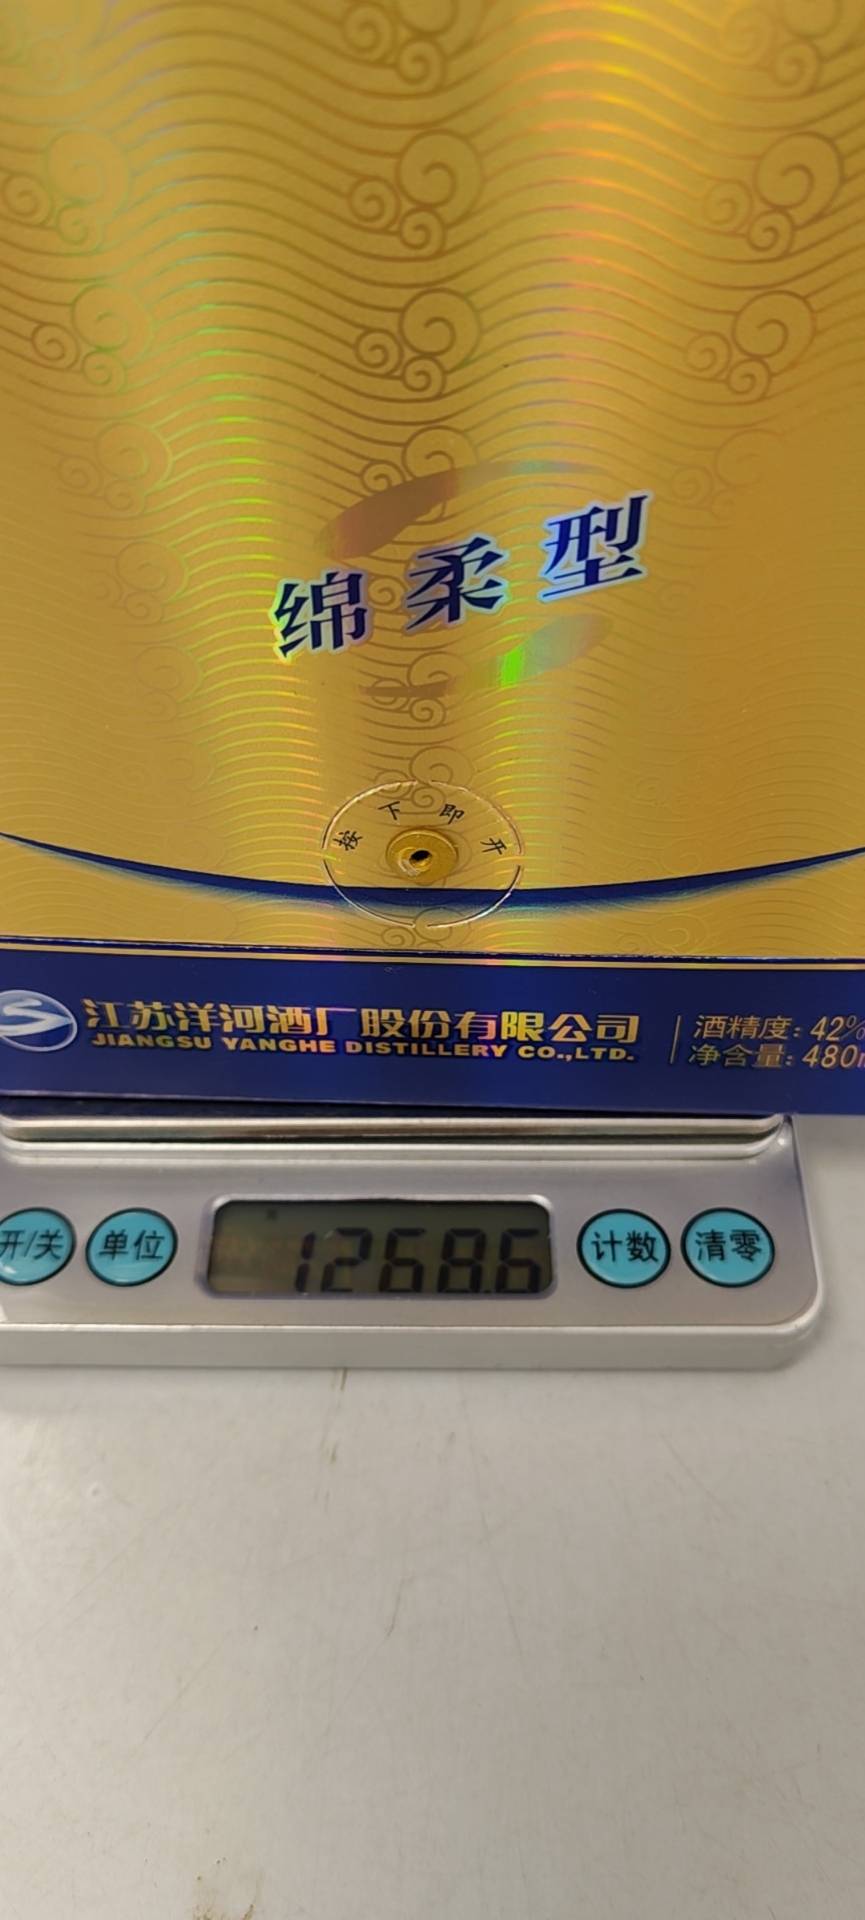 绵柔型
按下即开
江苏洋河酒厂股份有限公司
JIANGSU YANGHE DISTILLERY CO.,LTD.
酒精度：42%
净含量：480m
开/关
单位
1268.6
计数
清零